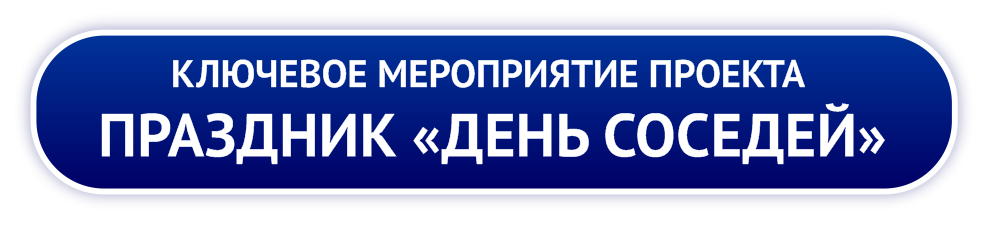 КЛЮЧЕВОЕ МЕРОПРИЯТИЕ ПРОЕКТА
ПРАЗДНИК «ДЕНЬ СОСЕДЕЙ»